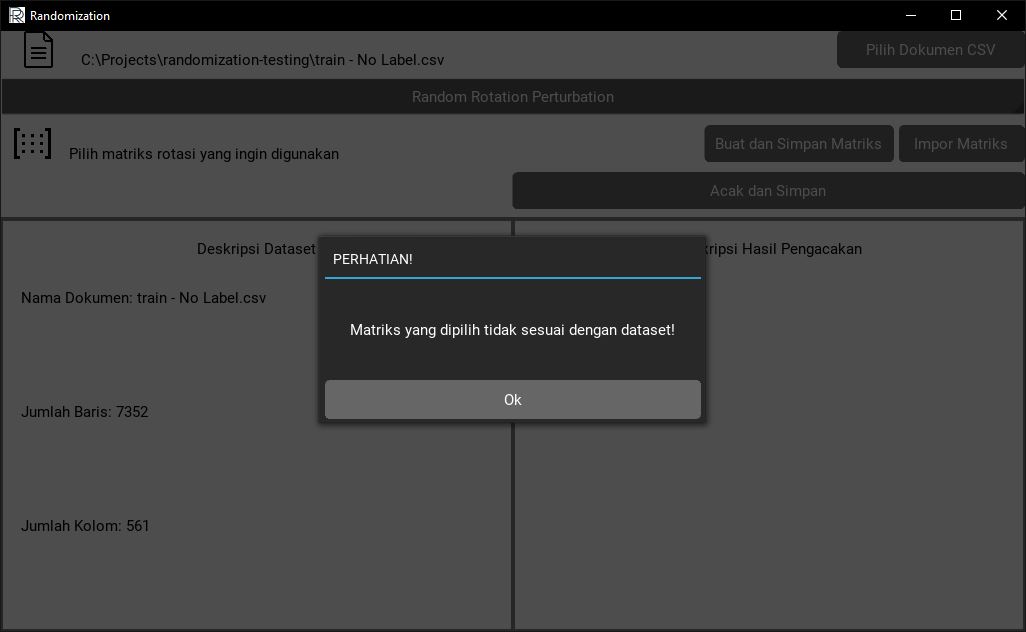 Randomization
C:\Projects\randomization-testing\train - No Label.csv
Pilih Dokumen CSV
Random Rotation Perturbation
Pilih matriks rotasi yang ingin digunakan
Buat dan Simpan Matriks
Impor Matriks
Acak dan Simpan
Deskripsi Dataset
kripsi Hasil Pengacakan
Nama Dokumen: train - No Label.csv
Jumlah Baris: 7352
Jumlah Kolom: 561
PERHATIAN!
Matriks yang dipilih tidak sesuai dengan dataset!
Ok